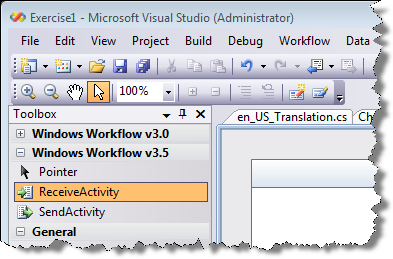 Exercise1 - Microsoft Visual Studio (Administrator)
File Edit View Project Build Debug Workflow Data
100%
Toolbox
en_US_Translation.cs
Windows Workflow v3.0
Windows Workflow v3.5
Pointer
ReceiveActivity
SendActivity
General